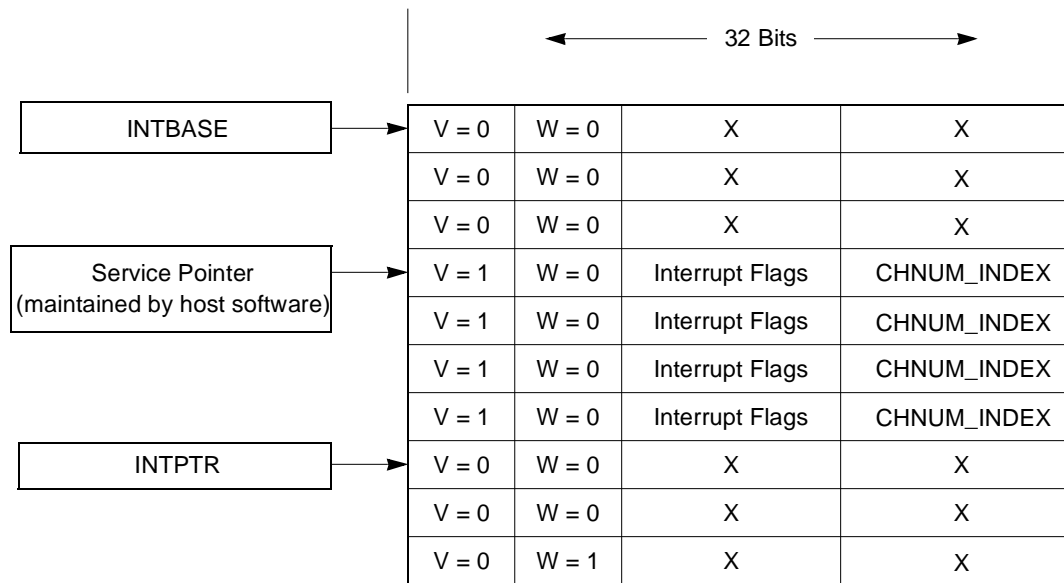 32 Bits
INTBASE
V = 0 W = 0 X X
V = 0 W = 0 X X
V = 0 W = 0 X X
Service Pointer
(maintained by host software)
V = 1 W = 0 Interrupt Flags CHNUM_INDEX
V = 1 W = 0 Interrupt Flags CHNUM_INDEX
V = 1 W = 0 Interrupt Flags CHNUM_INDEX
V = 1 W = 0 Interrupt Flags CHNUM_INDEX
INTPTR
V = 0 W = 0 X X
V = 0 W = 0 X X
V = 0 W = 1 X X